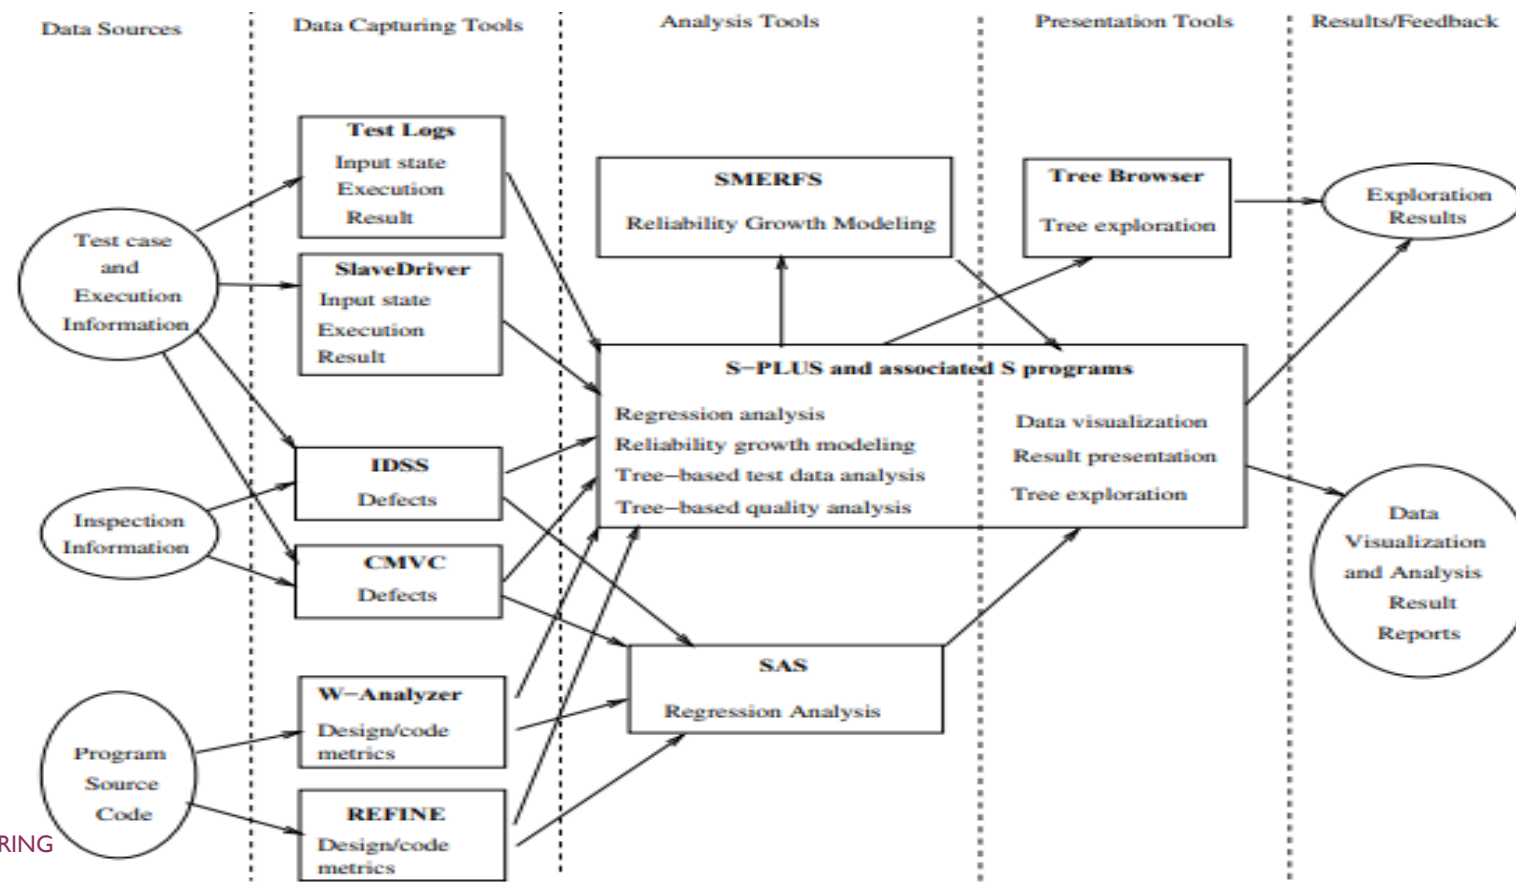 Data Sources
Data Capturing Tools
Analysis Tools
Presentation Tools
Results/Feedback
Test case
and
Execution
Information
Inspection
Information
Program
Source
Code
Test Logs
Input state
Execution
Result
SlaveDriver
Input state
Execution
Result
IDSS
Defects
CMVC
Defects
W−Analyzer
Design/code
metrics
REFINE
Design/code
metrics
SMERFS
Reliability Growth Modeling
S−PLUS and associated S programs
Regression analysis
Reliability growth modeling
Tree−based test data analysis
Tree−based quality analysis
Data visualization
Result presentation
Tree exploration
SAS
Regression Analysis
Tree Browser
Tree exploration
Exploration
Results
Data
Visualization
and Analysis
Result
Reports
RING